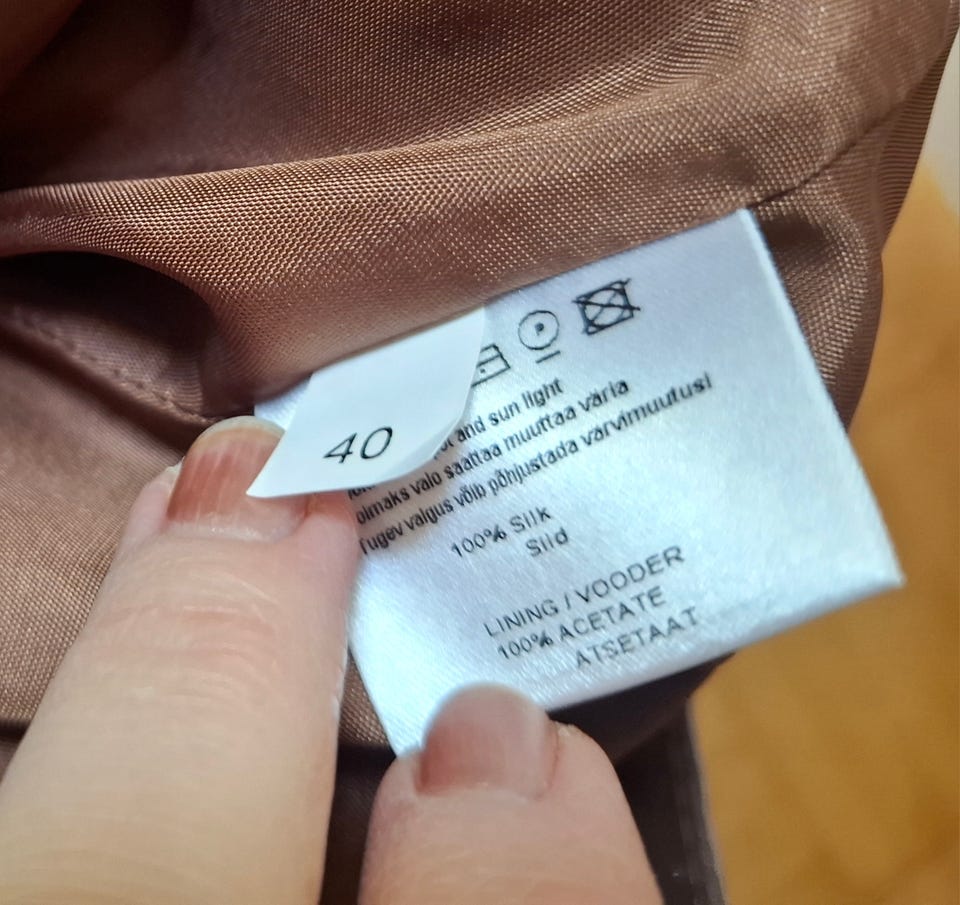 P
40
and sun light
valo saattaa muuttaa väriä
Tugev valgus võib põhjustada värvimuutusi
100% Silk
Siid
LINING / VOODER
100% ACETATE
ATSETAAT